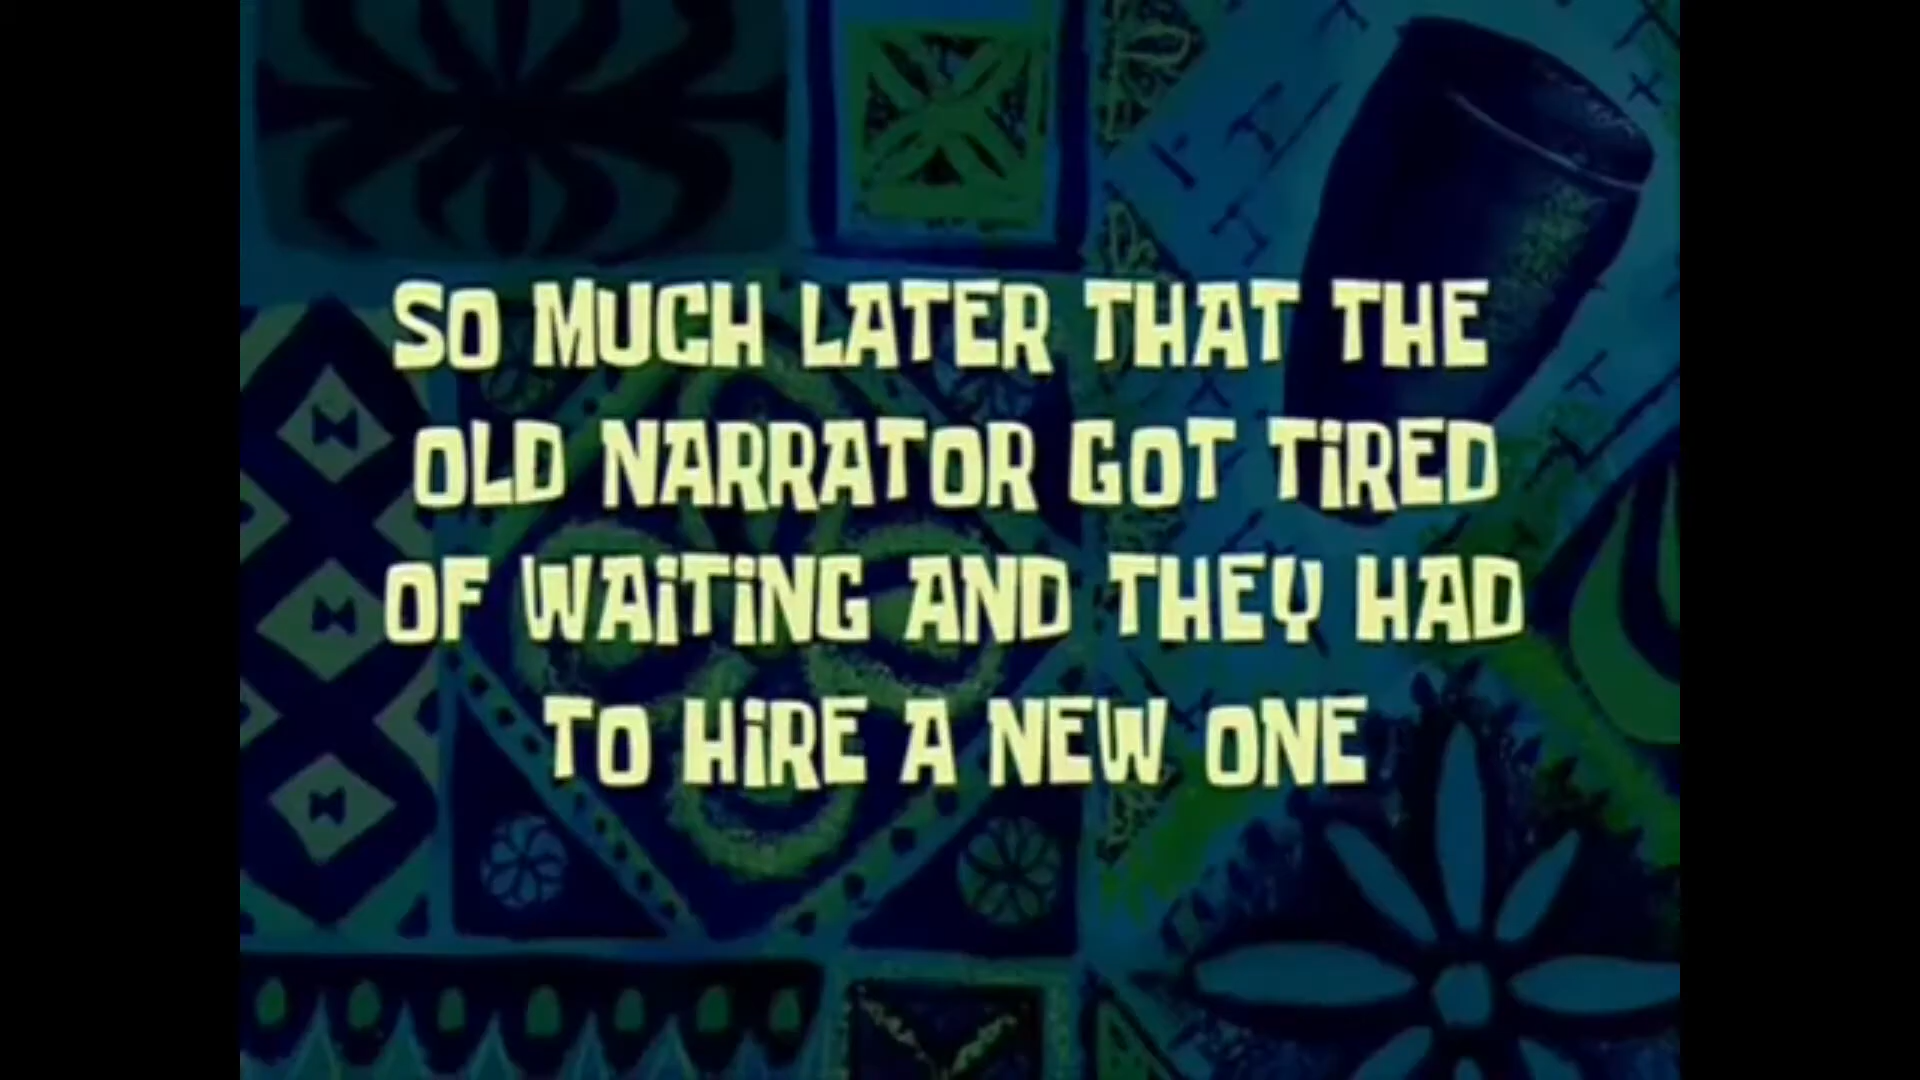 SO MUCH LATER THAT THE
OLD NARRATOR GOT TiRED
OF WAiTiNG AND THEY HAD
TO HiRE A NEW ONE